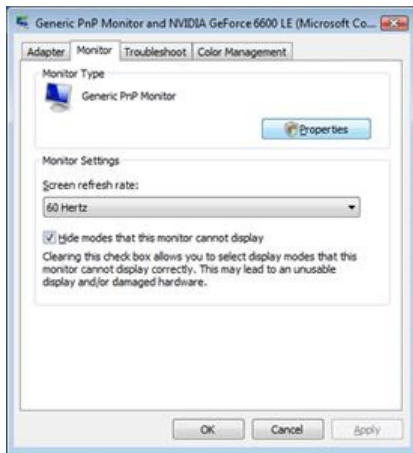 Generic PnP Monitor and NVIDIA GeForce 6600 LE (Microsoft Co...
Adapter Monitor Troubleshoot Color Management
Monitor Type
Generic PnP Monitor
Properties
Monitor Settings
Screen refresh rate:
60 Hertz
Hide modes that this monitor cannot display
Clearing this check box allows you to select display modes that this
monitor cannot display correctly. This may lead to an unusable
display and/or damaged hardware.
OK Cancel Apply